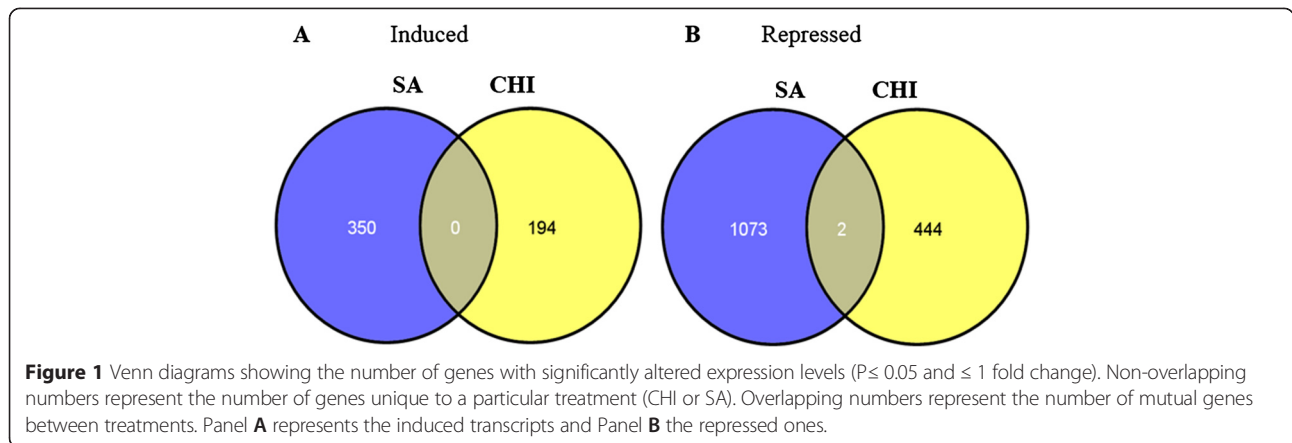 A Induced B Repressed
SA CHI SA CHI
350 0 194 1073 2 444
Figure 1 Venn diagrams showing the number of genes with significantly altered expression levels (P≤ 0.05 and ≤ 1 fold change). Non-overlapping
numbers represent the number of genes unique to a particular treatment (CHI or SA). Overlapping numbers represent the number of mutual genes
between treatments. Panel A represents the induced transcripts and Panel B the repressed ones.